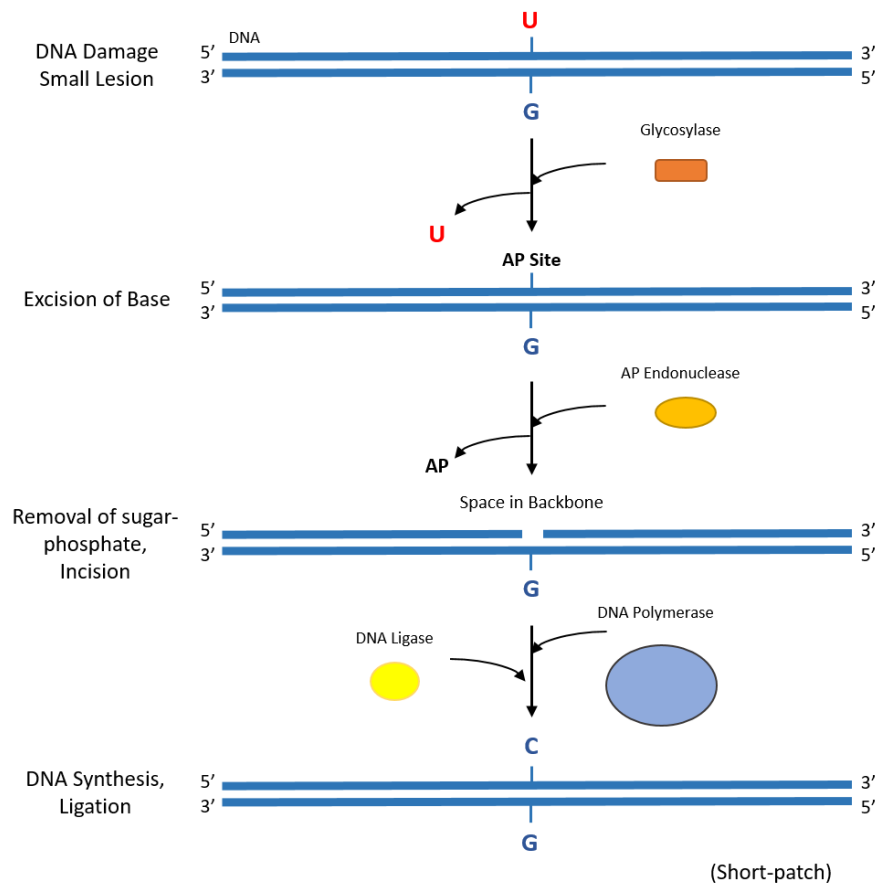 U
DNA
DNA Damage
Small Lesion
5’
3’
3’
5’
G
Glycosylase
U
AP Site
Excision of Base
5’
3’
3’
5’
G
AP Endonuclease
AP
Space in Backbone
Removal of sugar-
phosphate,
Incision
5’
3’
3’
5’
G
DNA Polymerase
DNA Ligase
C
DNA Synthesis,
Ligation
5’
3’
3’
5’
G
(Short-patch)